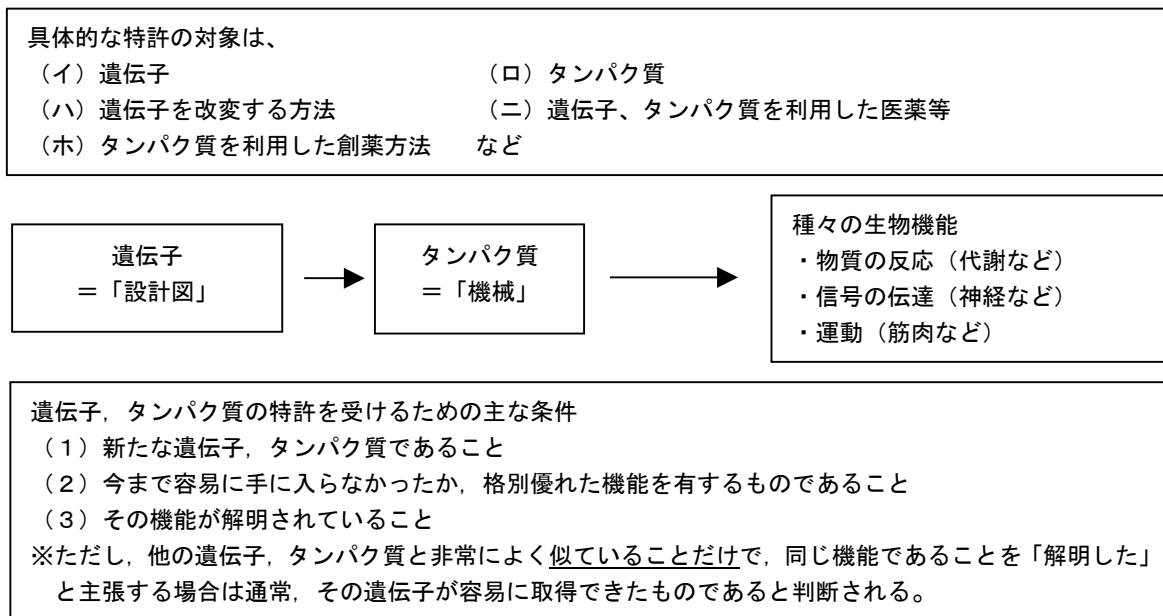 具体的な特許の対象は、
（イ）遺伝子　（ロ）タンパク質
（ハ）遺伝子を改変する方法　（ニ）遺伝子、タンパク質を利用した医薬等
（ホ）タンパク質を利用した創薬方法　など
遺伝子
＝「設計図」
タンパク質
＝「機械」
種々の生物機能
・物質の反応（代謝など）
・信号の伝達（神経など）
・運動（筋肉など）
遺伝子，タンパク質の特許を受けるための主な条件
（１）新たな遺伝子，タンパク質であること
（２）今まで容易に手に入らなかったか，格別優れた機能を有するものであること
（３）その機能が解明されていること
※ただし，他の遺伝子，タンパク質と非常によく似ていることだけで，同じ機能であることを「解明した」
と主張する場合は通常，その遺伝子が容易に取得できたものであると判断される。